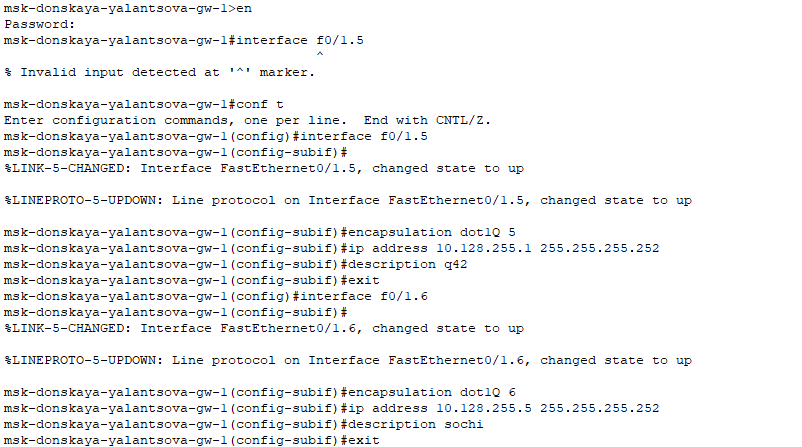 msk-donskaya-yalantsova-gw-1>en
Password:
msk-donskaya-yalantsova-gw-1#interface f0/1.5
^
% Invalid input detected at '^' marker.
msk-donskaya-yalantsova-gw-1#conf t
Enter configuration commands, one per line.  End with CNTL/Z.
msk-donskaya-yalantsova-gw-1(config)#interface f0/1.5
msk-donskaya-yalantsova-gw-1(config-subif)#
%LINK-5-CHANGED: Interface FastEthernet0/1.5, changed state to up
%LINEPROTO-5-UPDOWN: Line protocol on Interface FastEthernet0/1.5, changed state to up
msk-donskaya-yalantsova-gw-1(config-subif)#encapsulation dot1Q 5
msk-donskaya-yalantsova-gw-1(config-subif)#ip address 10.128.255.1 255.255.255.252
msk-donskaya-yalantsova-gw-1(config-subif)#description q42
msk-donskaya-yalantsova-gw-1(config-subif)#exit
msk-donskaya-yalantsova-gw-1(config)#interface f0/1.6
msk-donskaya-yalantsova-gw-1(config-subif)#
%LINK-5-CHANGED: Interface FastEthernet0/1.6, changed state to up
%LINEPROTO-5-UPDOWN: Line protocol on Interface FastEthernet0/1.6, changed state to up
msk-donskaya-yalantsova-gw-1(config-subif)#encapsulation dot1Q 6
msk-donskaya-yalantsova-gw-1(config-subif)#ip address 10.128.255.5 255.255.255.252
msk-donskaya-yalantsova-gw-1(config-subif)#description sochi
msk-donskaya-yalantsova-gw-1(config-subif)#exit